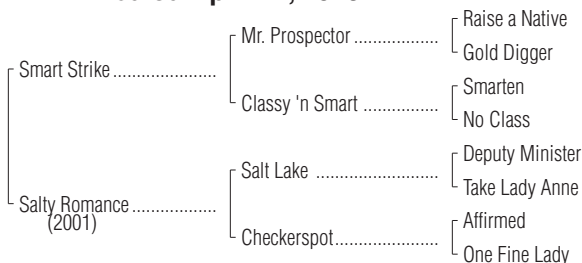 Smart Strike ......................
Salty Romance ..................
(2001)
Mr. Prospector ..................
Classy 'n Smart ................
Salt Lake ..........................
Checkerspot......................
Raise a Native
Gold Digger
Smarten
No Class
Deputy Minister
Take Lady Anne
Affirmed
One Fine Lady